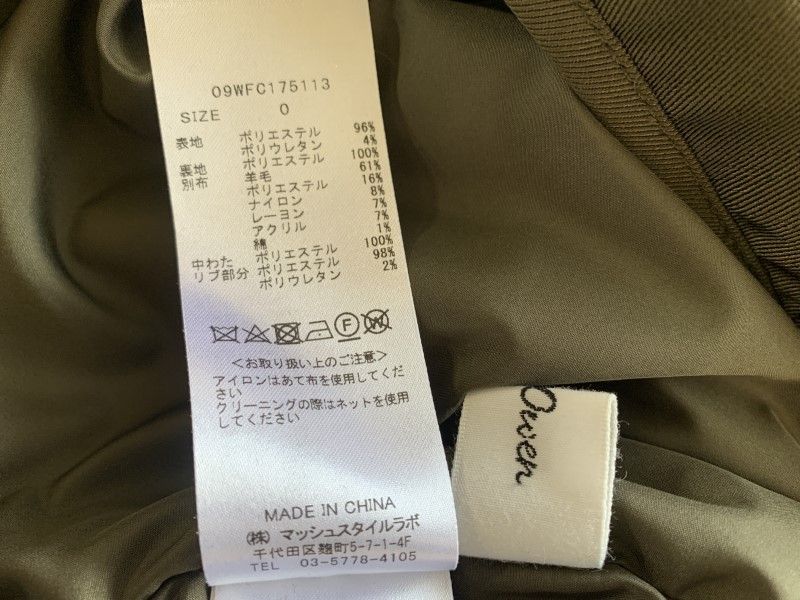 09WFC175113
SIZE 0
表地 ポリエステル 96%
ポリウレタン 4%
裏地 ポリエステル 100%
別布 羊毛 61%
ポリエステル 16%
ナイロン 8%
レーヨン 7%
アクリル 7%
綿 1%
中わた ポリエステル 100%
リブ部分 ポリエステル 98%
ポリウレタン 2%
F W
<お取り扱い上のご注意>
アイロンはあて布を使用してくだ
さい
クリーニングの際はネットを使用
してください
MADE IN CHINA
(株) マッシュスタイルラボ
千代田区麹町5-7-1-4F
TEL 03-5778-4105
Owen